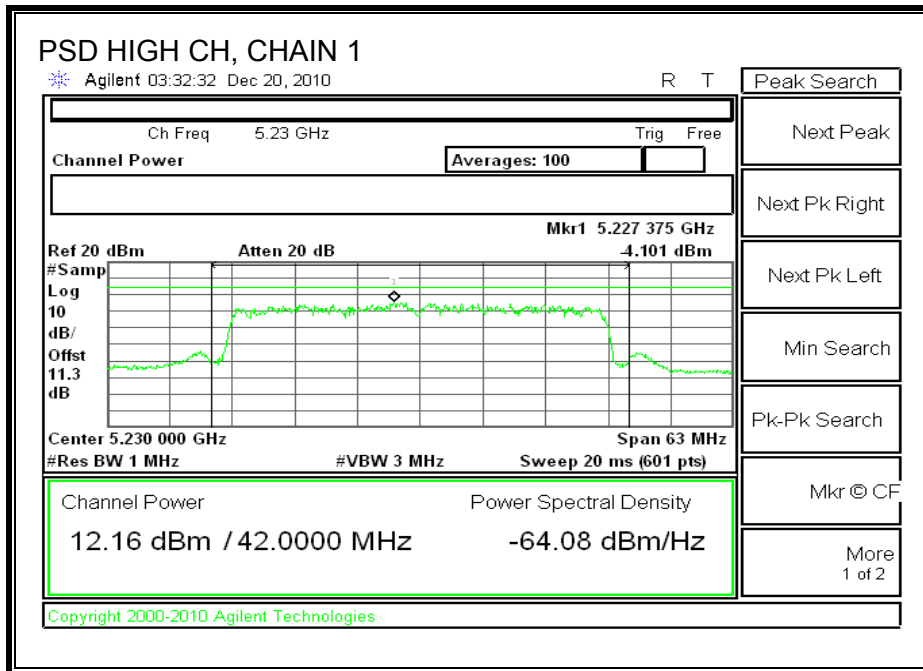 PSD HIGH CH, CHAIN 1
Agilent 03:32:32 Dec 20, 2010 R T
Peak Search
Ch Freq 5.23 GHz Trig Free
Next Peak
Channel Power Averages: 100
Next Pk Right
Mkr1 5.227 375 GHz
Ref 20 dBm Atten 20 dB -4.101 dBm
#Samp
Log
10
dB/
Offst
11.3
dB
1
Next Pk Left
Min Search
Pk-Pk Search
Center 5.230 000 GHz Span 63 MHz
#Res BW 1 MHz #VBW 3 MHz Sweep 20 ms (601 pts)
Mkr © CF
Channel Power Power Spectral Density
12.16 dBm / 42.0000 MHz -64.08 dBm/Hz
More
1 of 2
Copyright 2000-2010 Agilent Technologies